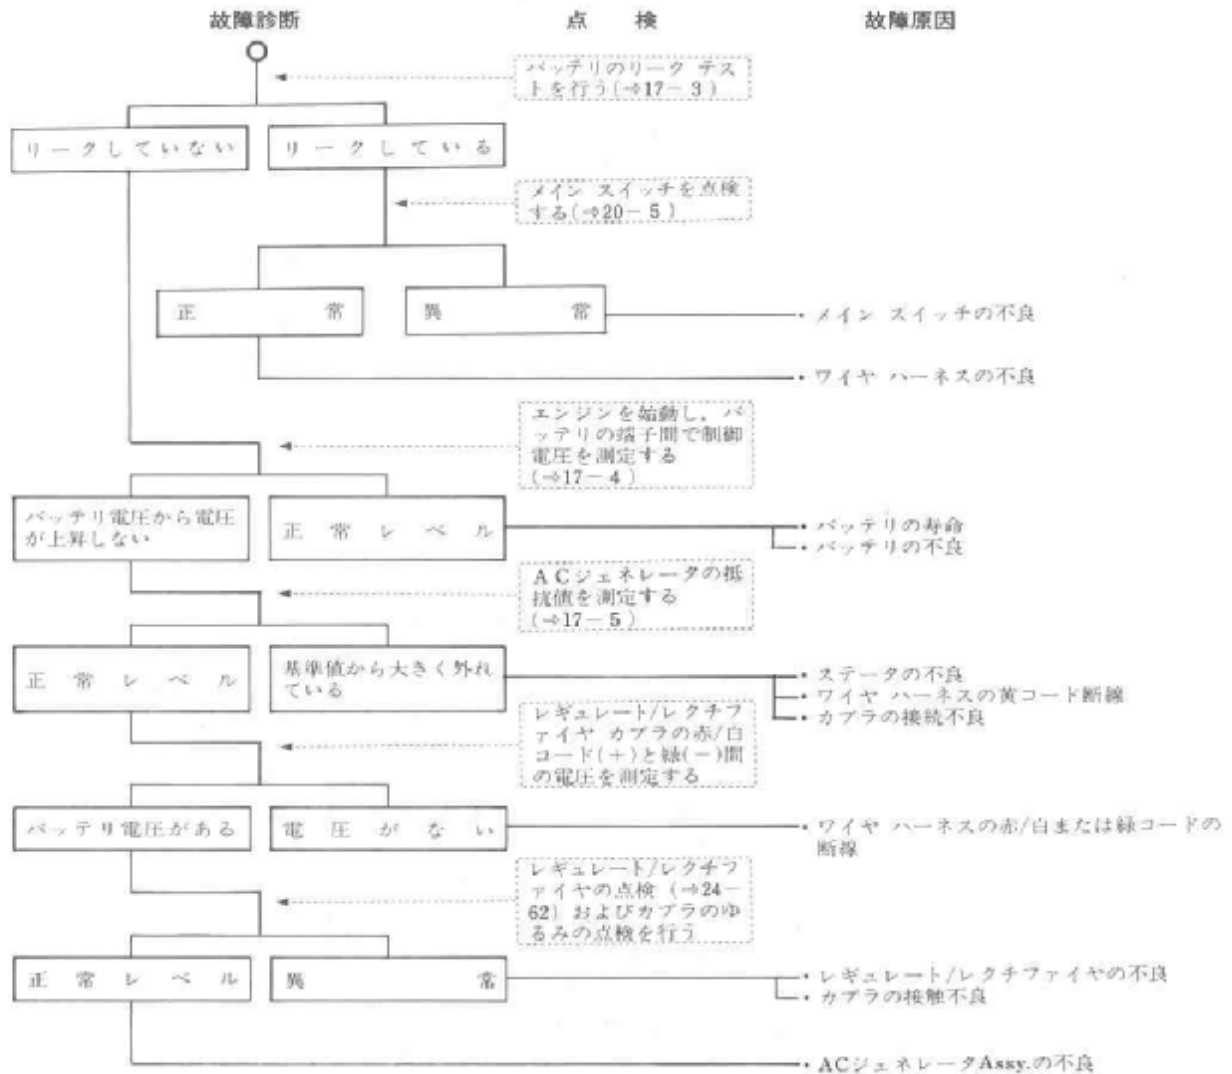 故障診断
点 検
故障原因
バッテリのリーク テス
トを行う(⇒17－3)
リークしていない
リークしている
メイン スイッチを点検
する(⇒20－5)
正 常
異 常
・メイン スイッチの不良
・ワイヤ ハーネスの不良
エンジンを始動し，バ
ッテリの端子間で制御
電圧を測定する
(⇒17－4)
バッテリ電圧から電圧
が上昇しない
正常レベル
・バッテリの寿命
・バッテリの不良
ACジェネレータの抵
抗値を測定する
(⇒17－5)
正常レベル
基準値から大きく外れ
ている
・ステータの不良
・ワイヤ ハーネスの黄コード断線
・カプラの接続不良
レギュレート/レクチフ
ァイヤ カプラの赤/白
コード(＋)と緑(－)間
の電圧を測定する
バッテリ電圧がある
電圧がない
・ワイヤ ハーネスの赤/白または緑コードの
断線
レギュレート/レクチフ
ァイヤの点検 (⇒24－
62) およびカプラのゆ
るみの点検を行う
正常レベル
異 常
・レギュレート/レクチファイヤの不良
・カプラの接触不良
・ACジェネレータAssy.の不良